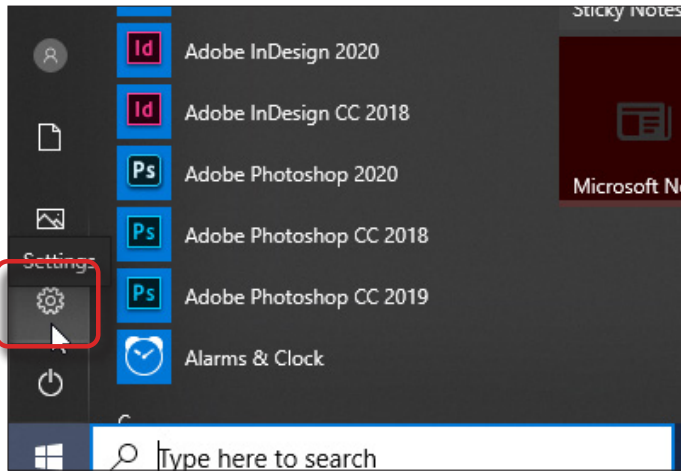 Sticky Notes
Id Adobe InDesign 2020
Id Adobe InDesign CC 2018
Ps Adobe Photoshop 2020
Microsoft N
Ps Adobe Photoshop CC 2018
Settings
Ps Adobe Photoshop CC 2019
Alarms & Clock
Type here to search